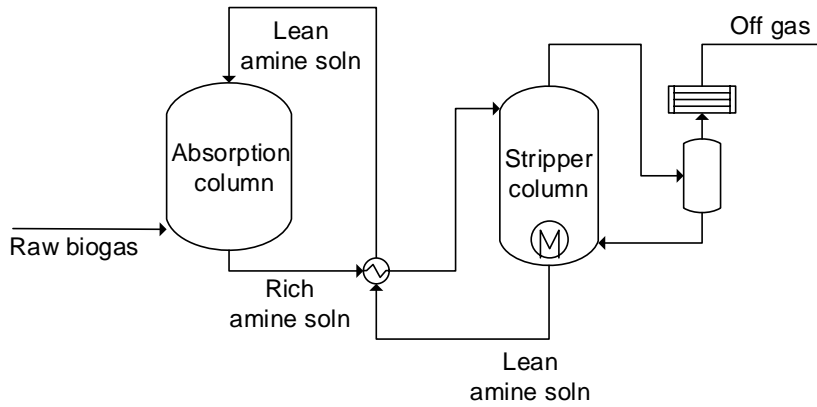 Lean
amine soln
Off gas
Absorption
column
Stripper
column
Raw biogas
Rich
amine soln
Lean
amine soln